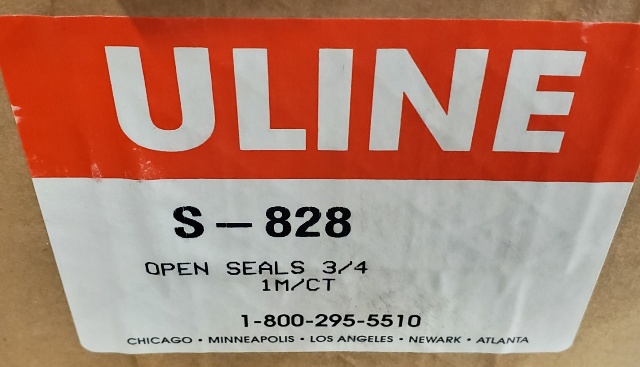 ULINE
S — 828
OPEN SEALS 3/4
1M/CT
1-800-295-5510
CHICAGO • MINNEAPOLIS • LOS ANGELES • NEWARK • ATLANTA